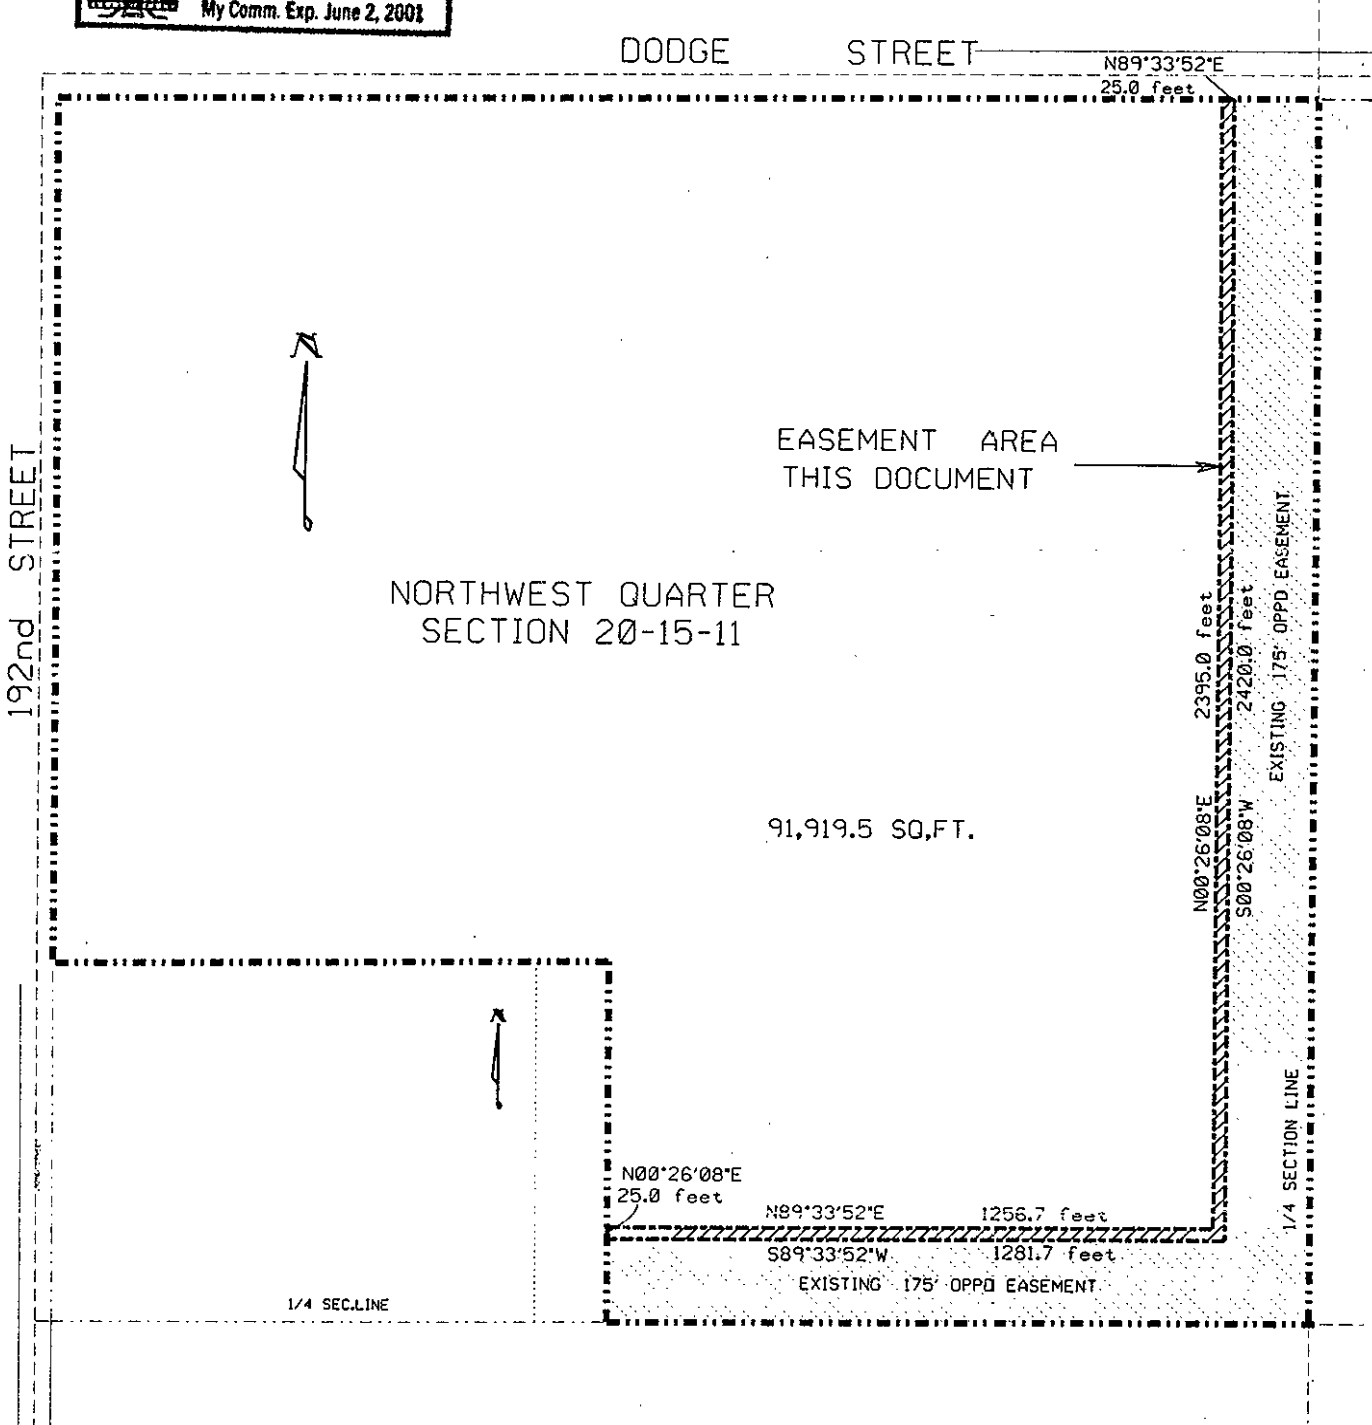 My Comm. Exp. June 2, 2001
DODGE STREET
N89°33'52"E
25.0 feet
192nd STREET
N
EASEMENT AREA
THIS DOCUMENT
NORTHWEST QUARTER
SECTION 20-15-11
2395.0 feet
N00°26'08"E
2420.0 feet
S00°26'08"W
EXISTING 175' OPPD EASEMENT
91,919.5 SQ,FT.
N
1/4 SECTION LINE
N00°26'08"E
25.0 feet
N89°33'52"E 1256.7 feet
S89°33'52"W 1281.7 feet
EXISTING 175' OPPD EASEMENT
1/4 SEC.LINE